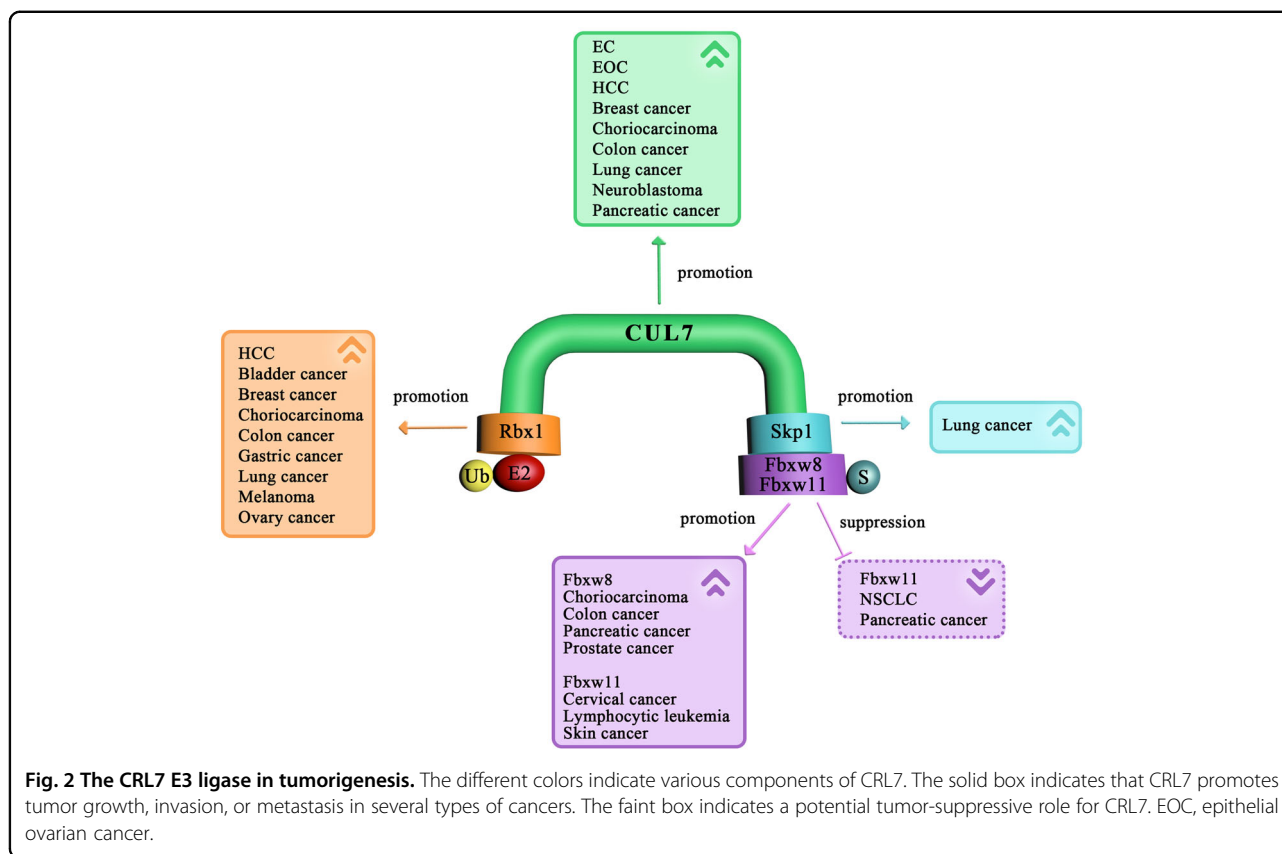 EC
EOC
HCC
Breast cancer
Choriocarcinoma
Colon cancer
Lung cancer
Neuroblastoma
Pancreatic cancer
promotion
CUL7
HCC
Bladder cancer
Breast cancer
Choriocarcinoma
Colon cancer
Gastric cancer
Lung cancer
Melanoma
Ovary cancer
promotion
Rbx1
Ub
E2
Skp1
Fbxw8
Fbxw11
S
promotion
Lung cancer
promotion
suppression
Fbxw8
Choriocarcinoma
Colon cancer
Pancreatic cancer
Prostate cancer
Fbxw11
Cervical cancer
Lymphocytic leukemia
Skin cancer
Fbxw11
NSCLC
Pancreatic cancer
Fig. 2 The CRL7 E3 ligase in tumorigenesis. The different colors indicate various components of CRL7. The solid box indicates that CRL7 promotes
tumor growth, invasion, or metastasis in several types of cancers. The faint box indicates a potential tumor-suppressive role for CRL7. EOC, epithelial
ovarian cancer.